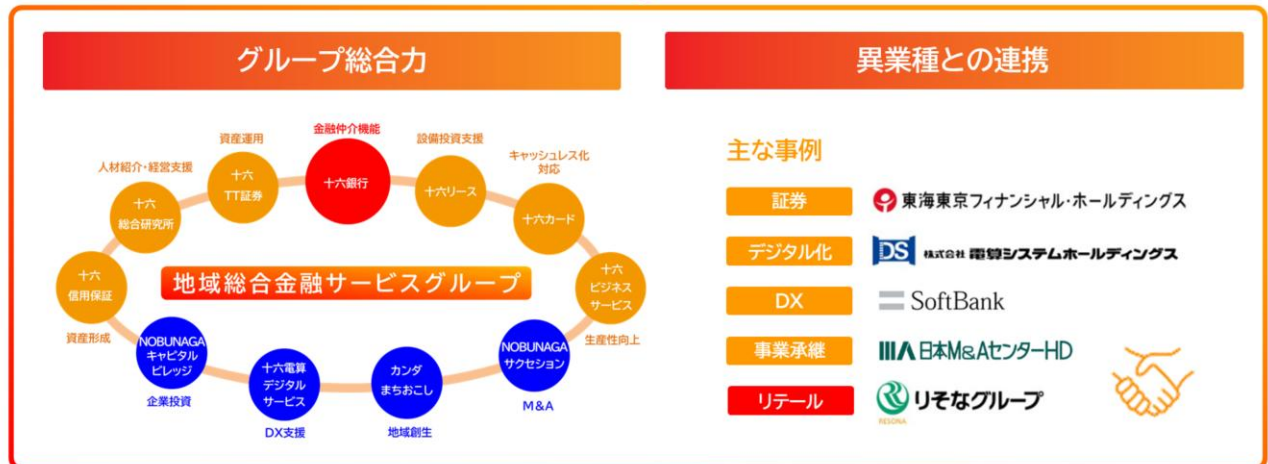 グループ総合力
金融仲介機能
十六銀行
資産運用
十六
TT証券
設備投資支援
十六リース
人材紹介・経営支援
十六
総合研究所
キャッシュレス化
対応
十六カード
十六
信用保証
資産形成
地域総合金融サービスグループ
十六
ビジネス
サービス
生産性向上
NOBUNAGA
キャピタル
ビレッジ
企業投資
十六電算
デジタル
サービス
DX支援
カンダ
まちおこし
地域創生
NOBUNAGA
サクセション
M&A
異業種との連携
主な事例
証券
東海東京フィナンシャル・ホールディングス
デジタル化
DS
株式会社 電算システムホールディングス
DX
SoftBank
事業承継
日本M&AセンターHD
リテール
RESONA
りそなグループ